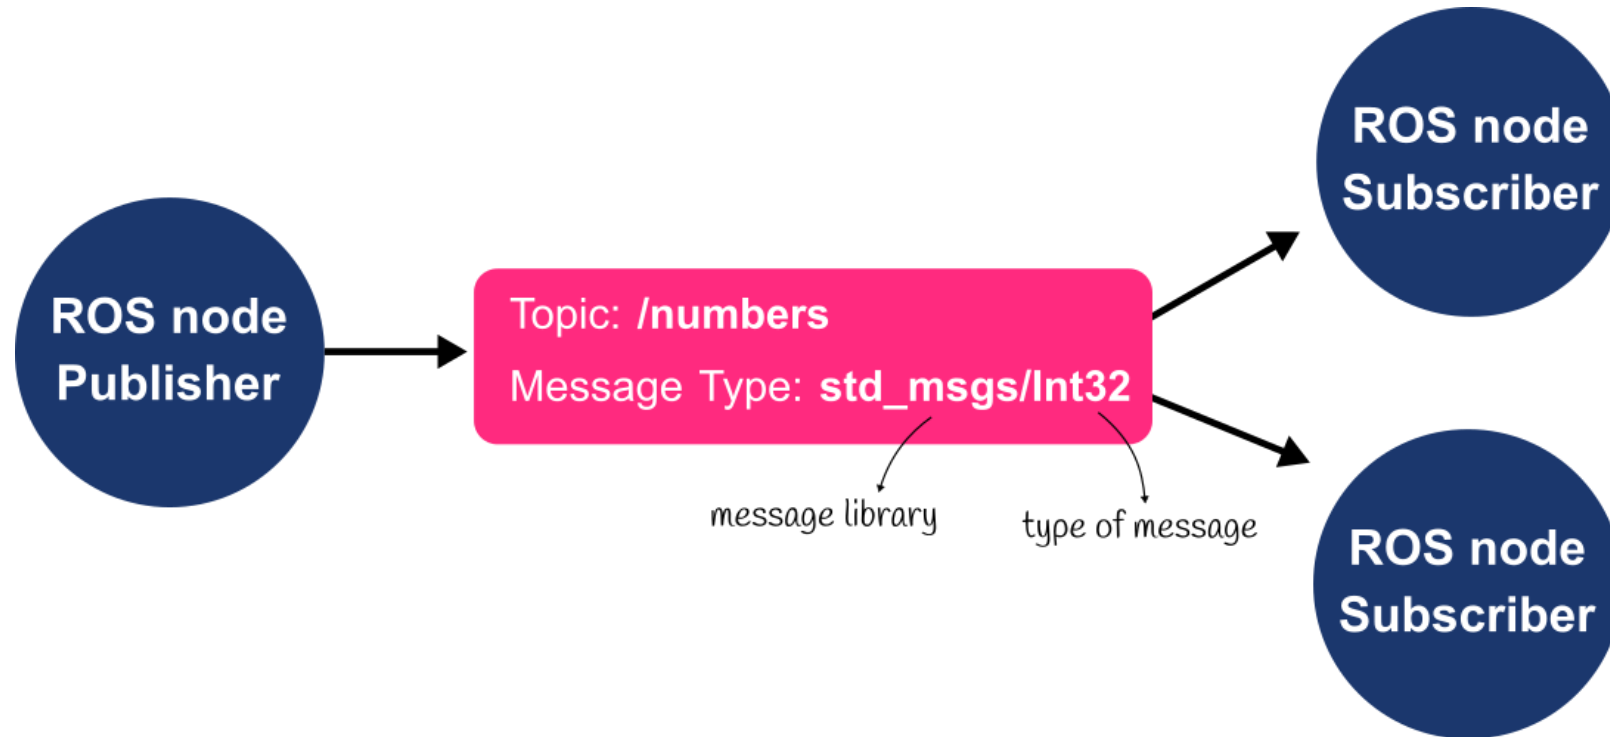 ROS node
Publisher
Topic: /numbers
Message Type: std_msgs/Int32
message library
type of message
ROS node
Subscriber
ROS node
Subscriber